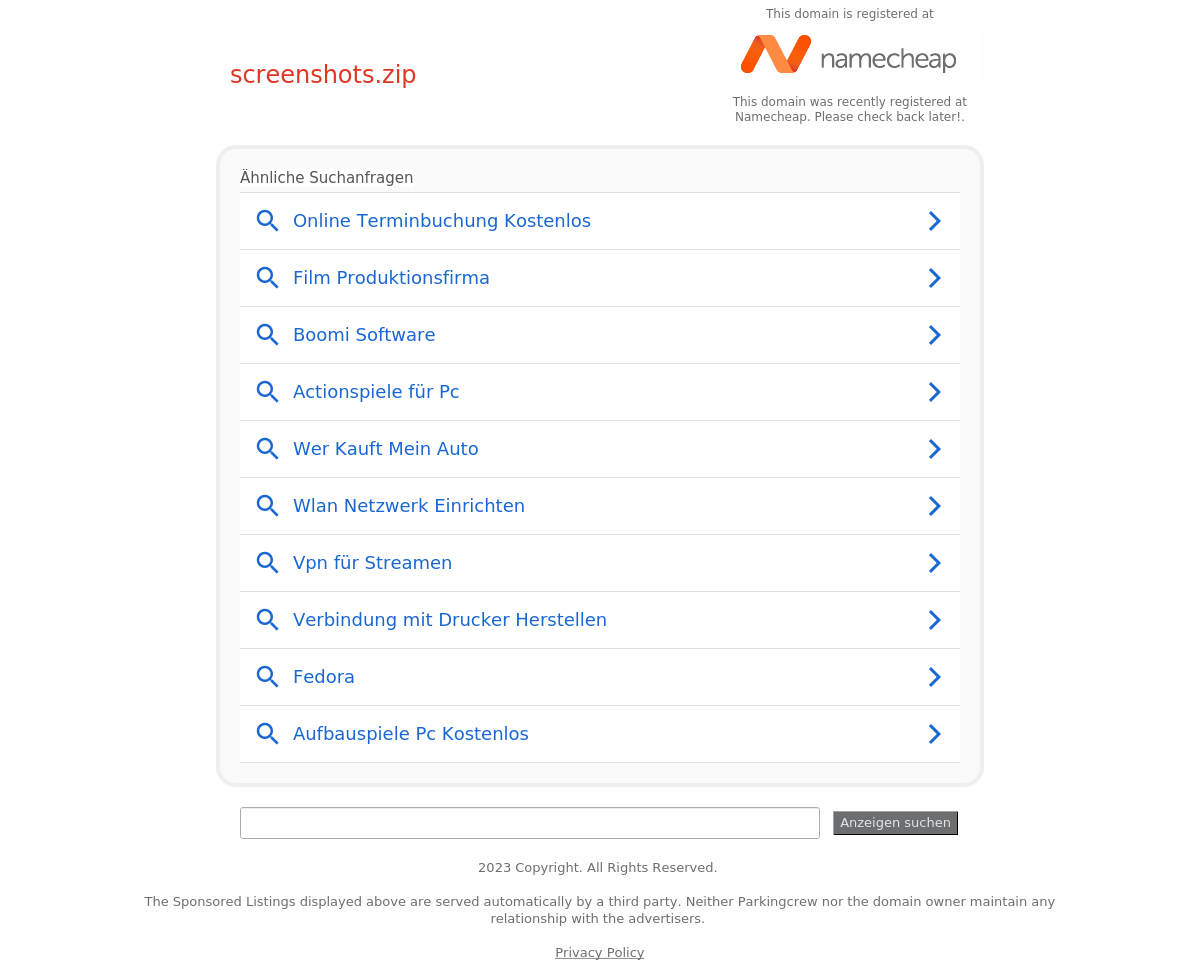 This domain is registered at
screenshots.zip
namecheap
This domain was recently registered at
Namecheap. Please check back later!.
Ähnliche Suchanfragen
Online Terminbuchung Kostenlos
Film Produktionsfirma
Boomi Software
Actionspiele für Pc
Wer Kauft Mein Auto
Wlan Netzwerk Einrichten
Vpn für Streamen
Verbindung mit Drucker Herstellen
Fedora
Aufbauspiele Pc Kostenlos
Anzeigen suchen
2023 Copyright. All Rights Reserved.
The Sponsored Listings displayed above are served automatically by a third party. Neither Parkingcrew nor the domain owner maintain any
relationship with the advertisers.
Privacy Policy